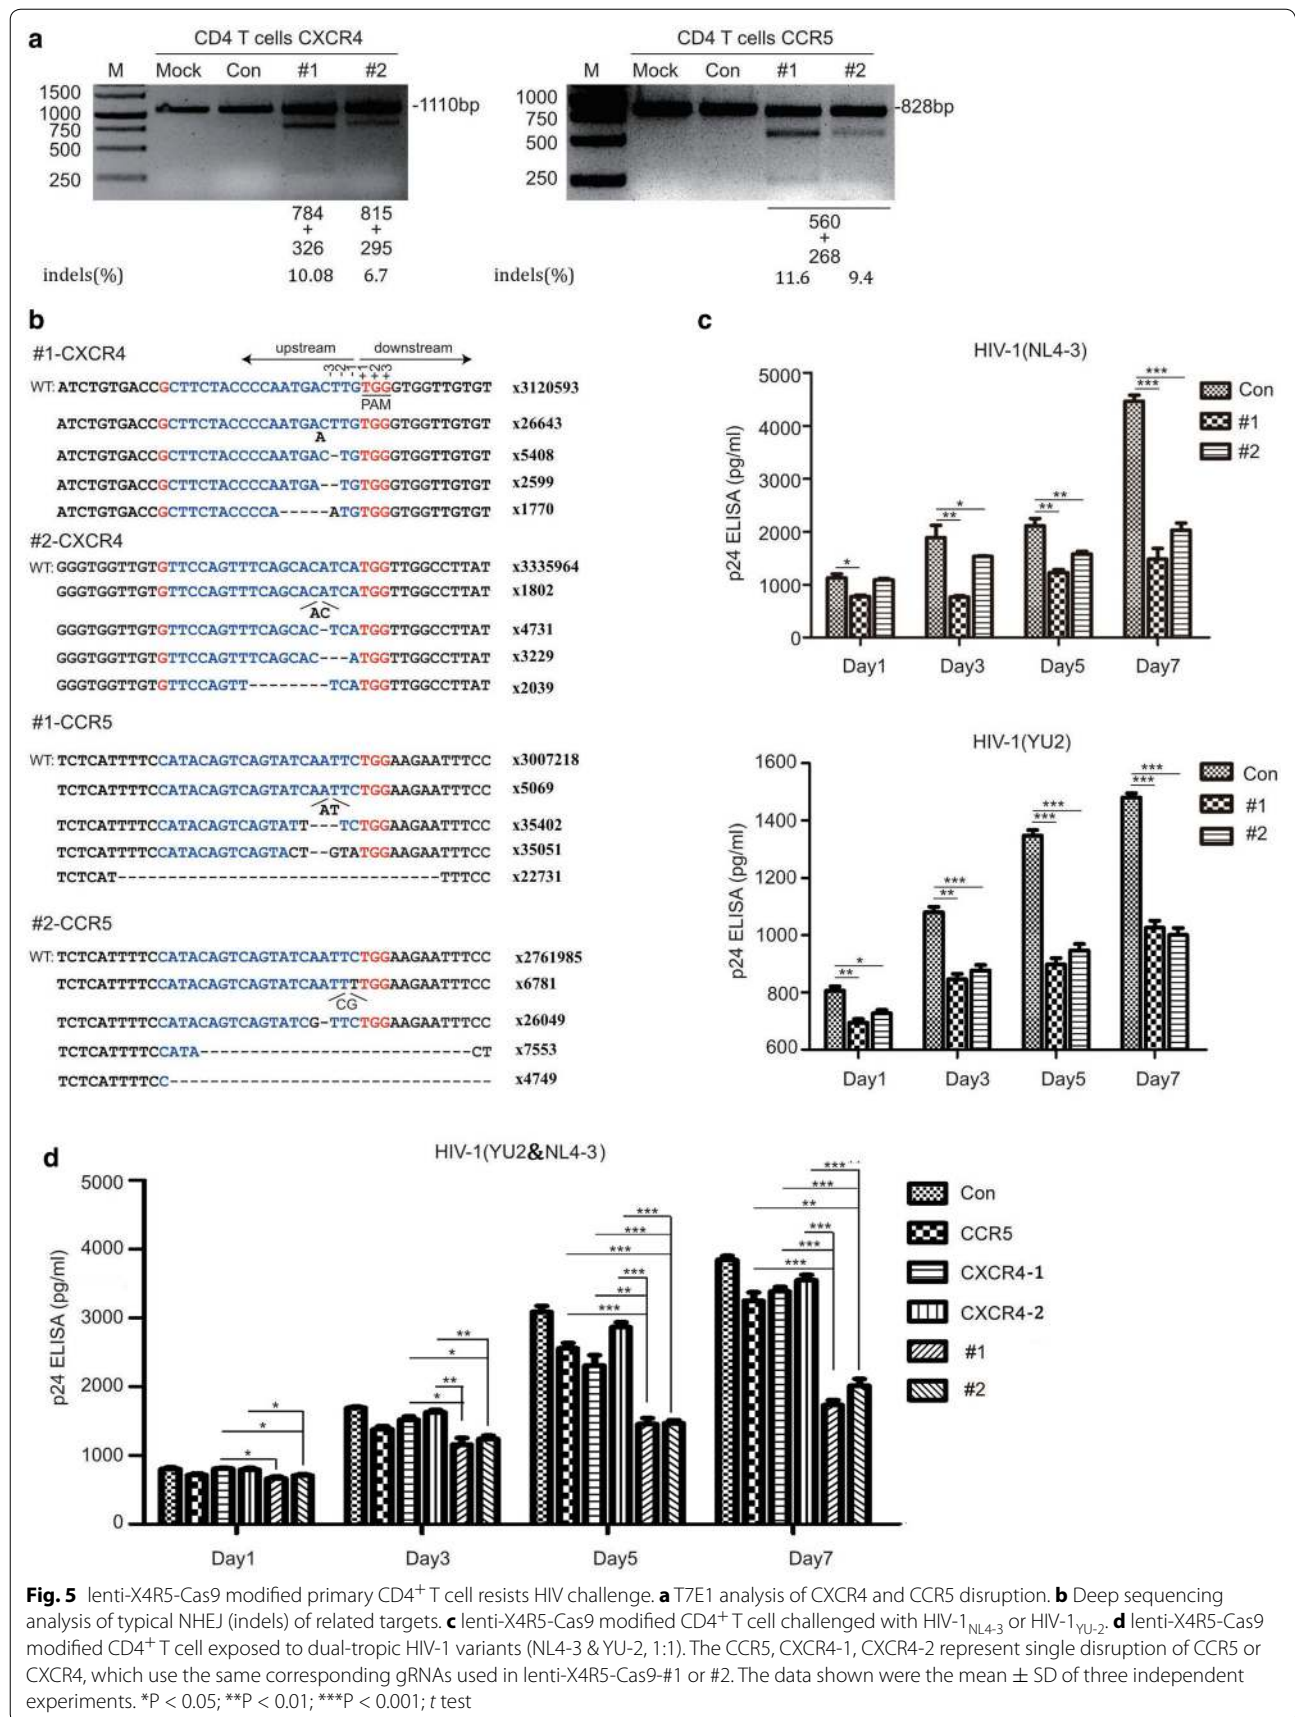 a
CD4 T cells CXCR4
M Mock Con #1 #2
1500
1000
750
500
250
-1110bp
784 815
+ +
326 295
indels(%) 10.08 6.7
CD4 T cells CCR5
M Mock Con #1 #2
1000
750
500
250
-828bp
560
+
268
indels(%) 11.6 9.4
b
#1-CXCR4
upstream downstream
-3 -2 -1 +1 +2 +3
WT: ATCTGTGACCGCTTCTACCCCAATGACTTGTGGGTGGTTGTGT x3120593
PAM
ATCTGTGACCGCTTCTACCCCAATGACTTGTGGGTGGTTGTGT x26643
A
ATCTGTGACCGCTTCTACCCCAATGAC-TGTGGGTGGTTGTGT x5408
ATCTGTGACCGCTTCTACCCCAATGA--TGTGGGTGGTTGTGT x2599
ATCTGTGACCGCTTCTACCCCA-----ATGTGGGTGGTTGTGT x1770
#2-CXCR4
WT: GGGTGGTTGTGTTCCAGTTTCAGCACATCATGGTTGGCCTTAT x3335964
GGGTGGTTGTGTTCCAGTTTCAGCACATCATGGTTGGCCTTAT x1802
AC
GGGTGGTTGTGTTCCAGTTTCAGCAC-TCATGGTTGGCCTTAT x4731
GGGTGGTTGTGTTCCAGTTTCAGCAC---ATGGTTGGCCTTAT x3229
GGGTGGTTGTGTTCCAGTT--------TCATGGTTGGCCTTAT x2039
#1-CCR5
WT: TCTCATTTTCCATACAGTCAGTATCAATTCTGGAAGAATTTCC x3007218
TCTCATTTTCCATACAGTCAGTATCAATTCTGGAAGAATTTCC x5069
AT
TCTCATTTTCCATACAGTCAGTATT---TCTGGAAGAATTTCC x35402
TCTCATTTTCCATACAGTCAGTACT--GTATGGAAGAATTTCC x35051
TCTCAT--------------------------------TTTCC x22731
#2-CCR5
WT: TCTCATTTTCCATACAGTCAGTATCAATTCTGGAAGAATTTCC x2761985
TCTCATTTTCCATACAGTCAGTATCAATTTTGGAAGAATTTCC x6781
CG
TCTCATTTTCCATACAGTCAGTATCG-TTCTGGAAGAATTTCC x26049
TCTCATTTTCCATA---------------------------CT x7553
TCTCATTTTCC-------------------------------- x4749
c
HIV-1(NL4-3)
p24 ELISA (pg/ml)
5000
4000
3000
2000
1000
0
* ** * ** ** *** ***
Day1 Day3 Day5 Day7
Con
#1
#2
HIV-1(YU2)
p24 ELISA (pg/ml)
1600
1400
1200
1000
800
600
** * ** *** *** *** *** ***
Day1 Day3 Day5 Day7
Con
#1
#2
d
HIV-1(YU2&NL4-3)
p24 ELISA (pg/ml)
5000
4000
3000
2000
1000
0
* * *
* ** * **
*** ** *** *** *** ***
*** *** *** ** *** ***
Day1 Day3 Day5 Day7
Con
CCR5
CXCR4-1
CXCR4-2
#1
#2
Fig. 5 lenti-X4R5-Cas9 modified primary CD4+ T cell resists HIV challenge. a T7E1 analysis of CXCR4 and CCR5 disruption. b Deep sequencing
analysis of typical NHEJ (indels) of related targets. c lenti-X4R5-Cas9 modified CD4+ T cell challenged with HIV-1NL4-3 or HIV-1YU-2. d lenti-X4R5-Cas9
modified CD4+ T cell exposed to dual-tropic HIV-1 variants (NL4-3 & YU-2, 1:1). The CCR5, CXCR4-1, CXCR4-2 represent single disruption of CCR5 or
CXCR4, which use the same corresponding gRNAs used in lenti-X4R5-Cas9-#1 or #2. The data shown were the mean ± SD of three independent
experiments. *P < 0.05; **P < 0.01; ***P < 0.001; t test